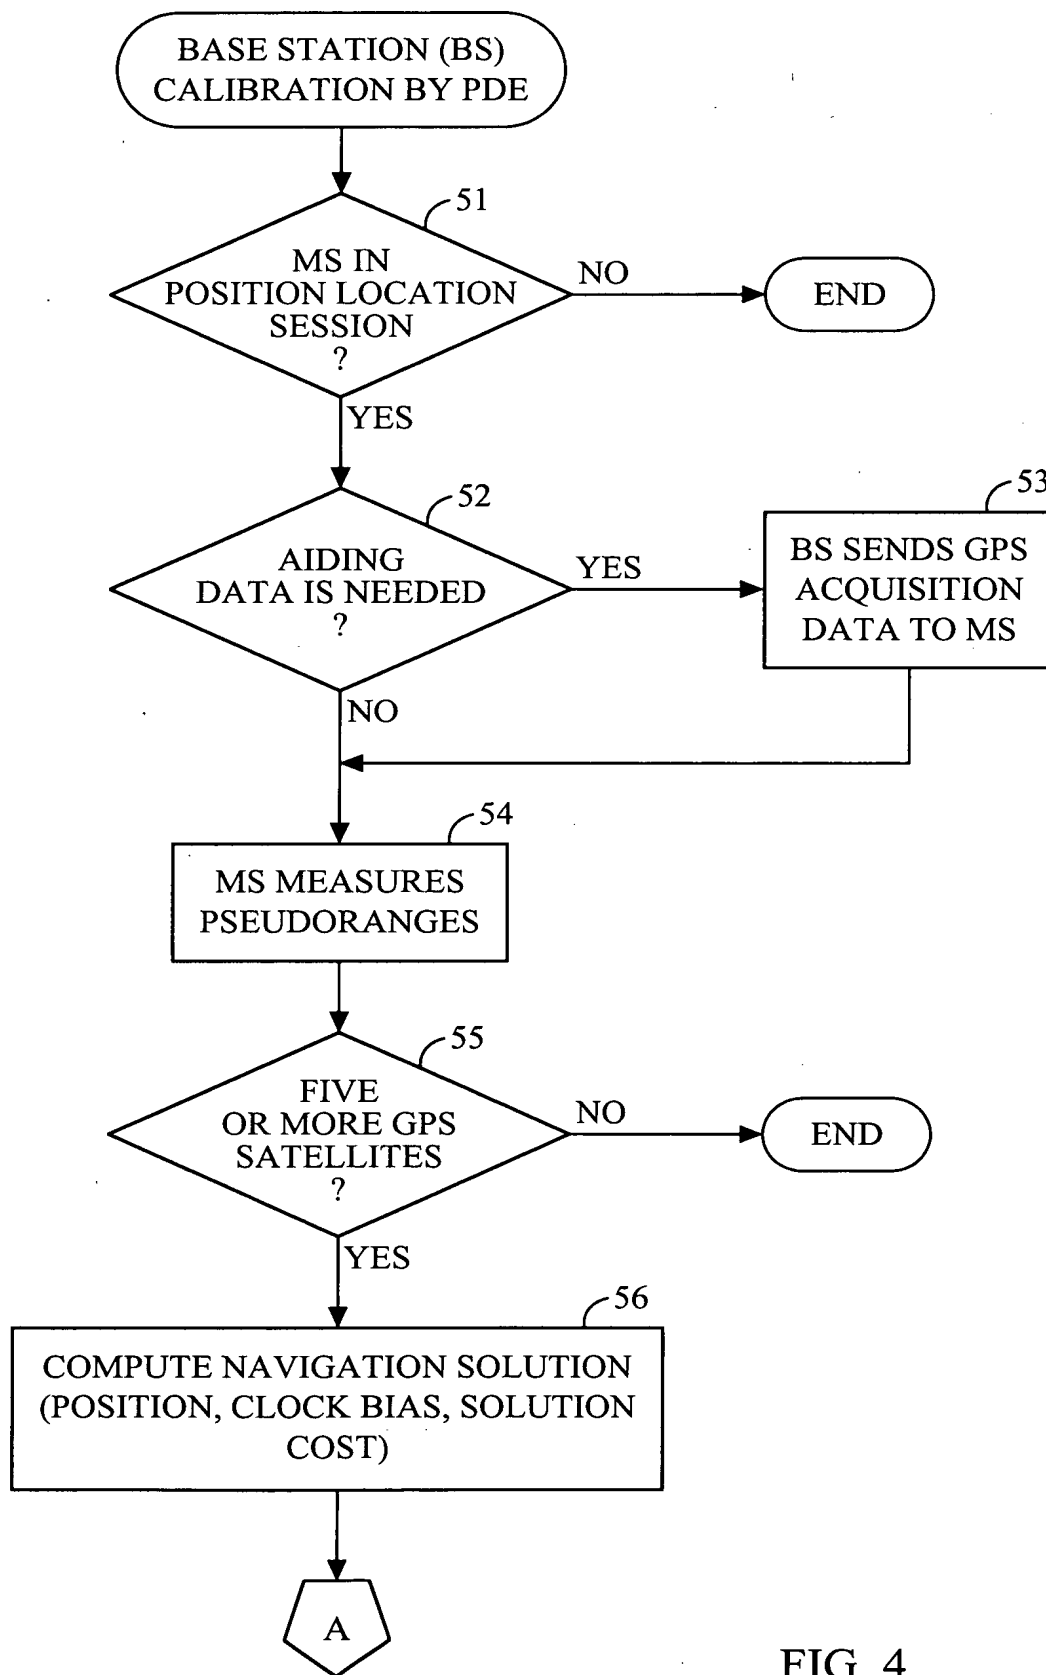 BASE STATION (BS)
CALIBRATION BY PDE
51
MS IN
POSITION LOCATION
SESSION
?
NO
END
YES
52
AIDING
DATA IS NEEDED
?
YES
53
BS SENDS GPS
ACQUISITION
DATA TO MS
NO
54
MS MEASURES
PSEUDORANGES
55
FIVE
OR MORE GPS
SATELLITES
?
NO
END
YES
56
COMPUTE NAVIGATION SOLUTION
(POSITION, CLOCK BIAS, SOLUTION
COST)
A
FIG. 4